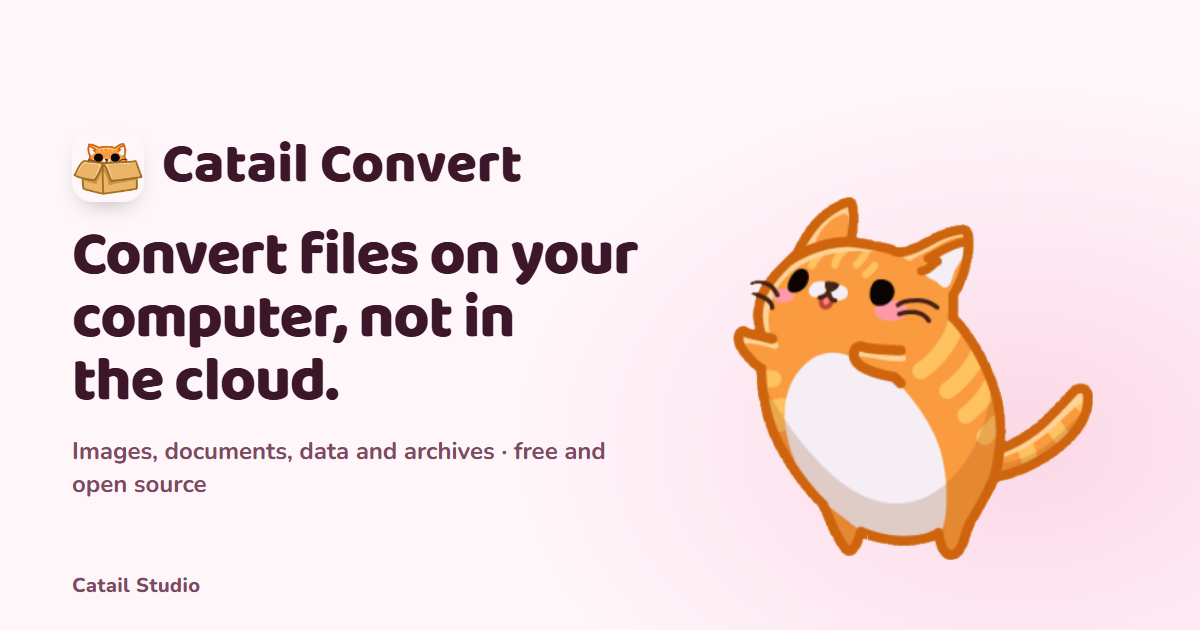 Catail Convert
Convert files on your
computer, not in
the cloud.
Images, documents, data and archives · free and
open source
Catail Studio